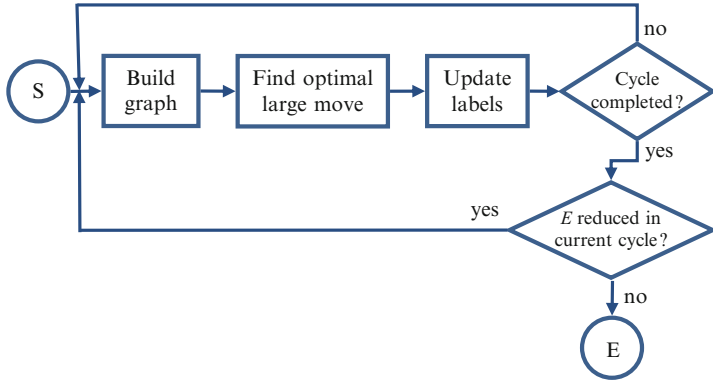 no
S
Build
graph
Find optimal
large move
Update
labels
Cycle
completed?
yes
yes
E reduced in
current cycle?
no
E